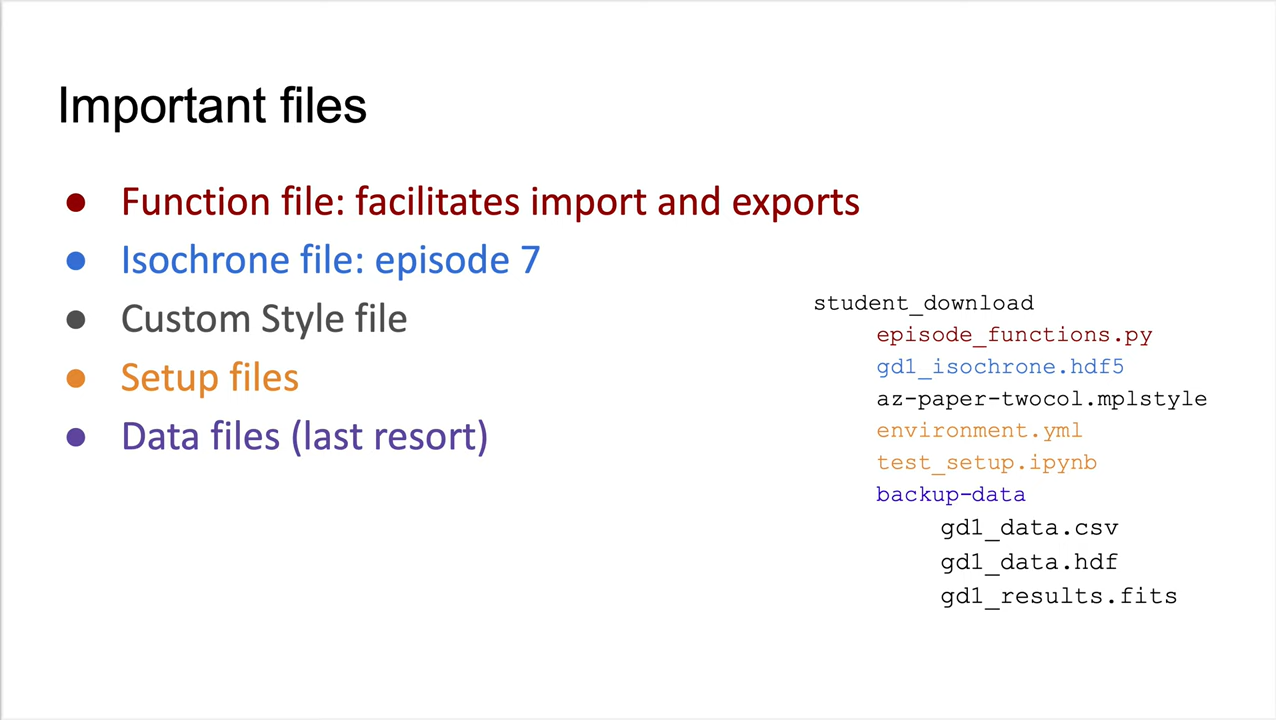 Important files
● Function file: facilitates import and exports
● Isochrone file: episode 7
● Custom Style file
● Setup files
● Data files (last resort)
student_download
episode_functions.py
gd1_isochrone.hdf5
az-paper-twocol.mplstyle
environment.yml
test_setup.ipynb
backup-data
gd1_data.csv
gd1_data.hdf
gd1_results.fits